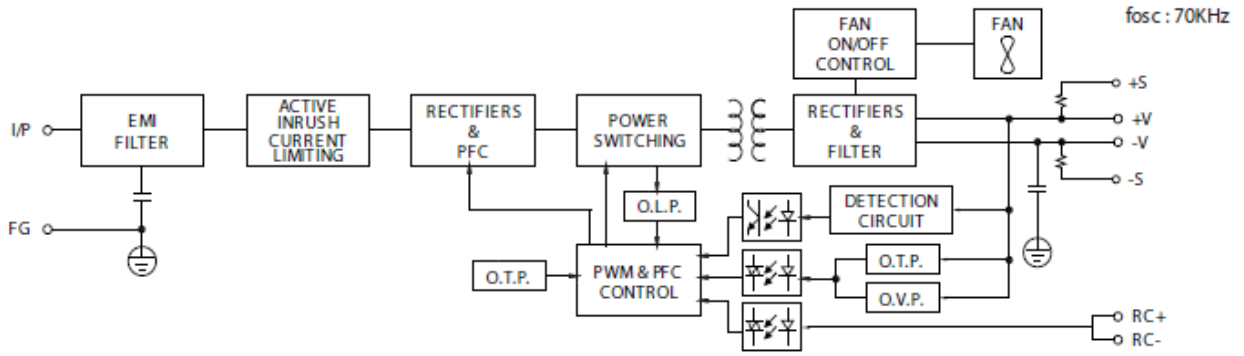 fosc : 70KHz
FAN
ON/OFF
CONTROL
FAN
I/P
EMI
FILTER
ACTIVE
INRUSH
CURRENT
LIMITING
RECTIFIERS
&
PFC
POWER
SWITCHING
RECTIFIERS
&
FILTER
+S
+V
-V
-S
FG
O.L.P.
DETECTION
CIRCUIT
O.T.P.
PWM & PFC
CONTROL
O.T.P.
O.V.P.
RC+
RC-